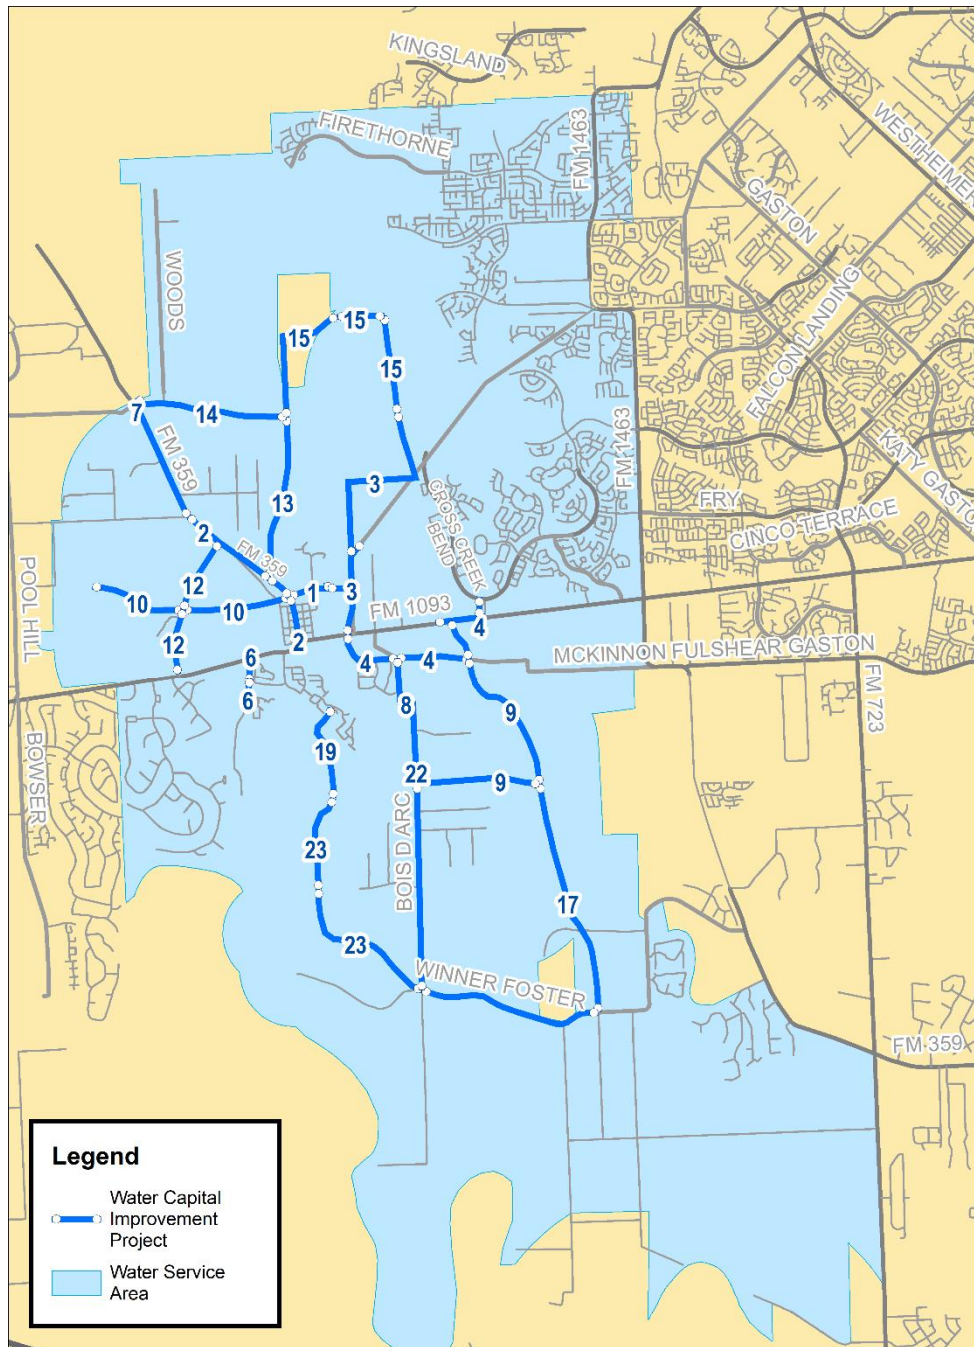 KINGSLAND
FIRETHORNE
FM 1463
WESTHEIMER
GASTON
WOODS
FALCON LANDING
15
15
15
7
14
FM 359
FM 1463
KATY GASTO
3
13
CROSS CREEK
BEND
FRY
CINCO TERRACE
2
FM 359
12
1
3
10
10
FM 1093
4
POOL HILL
12
2
MCKINNON FULSHEAR GASTON
6
4
4
6
8
9
FM 723
19
BOWSER
22
9
BOIS D ARC
23
17
23
WINNER FOSTER
FM 359
Legend
Water Capital
Improvement
Project
Water Service
Area